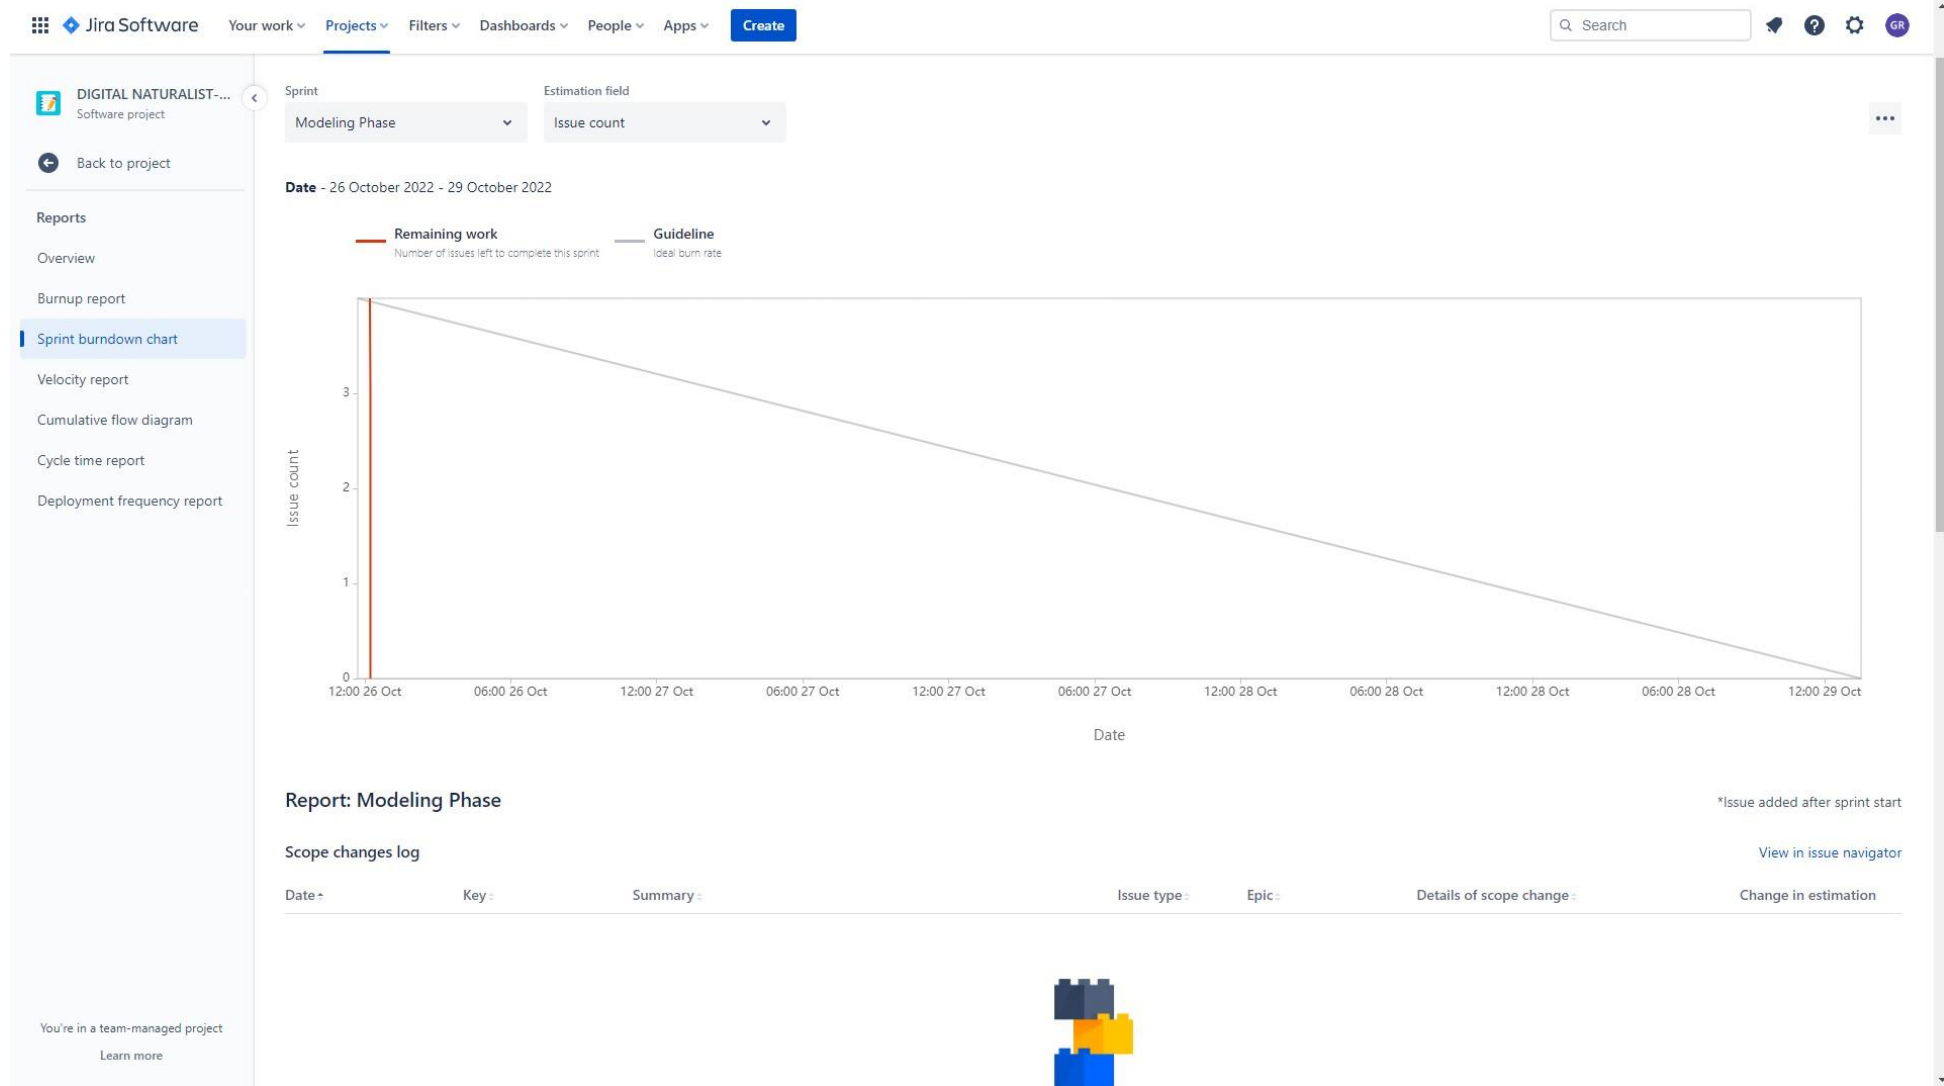 Jira Software Your work Projects Filters Dashboards People Apps Create Search GR
DIGITAL NATURALIST-...
Software project
Back to project
Reports
Overview
Burnup report
Sprint burndown chart
Velocity report
Cumulative flow diagram
Cycle time report
Deployment frequency report
You're in a team-managed project
Learn more
Sprint Estimation field
Modeling Phase Issue count
Date - 26 October 2022 - 29 October 2022
Remaining work Guideline
Number of issues left to complete this sprint Ideal burn rate
3
2
1
0
Issue count
12:00 26 Oct 06:00 26 Oct 12:00 27 Oct 06:00 27 Oct 12:00 27 Oct 06:00 27 Oct 12:00 28 Oct 06:00 28 Oct 12:00 28 Oct 06:00 28 Oct 12:00 29 Oct
Date
Report: Modeling Phase *Issue added after sprint start
Scope changes log View in issue navigator
Date Key Summary Issue type Epic Details of scope change Change in estimation